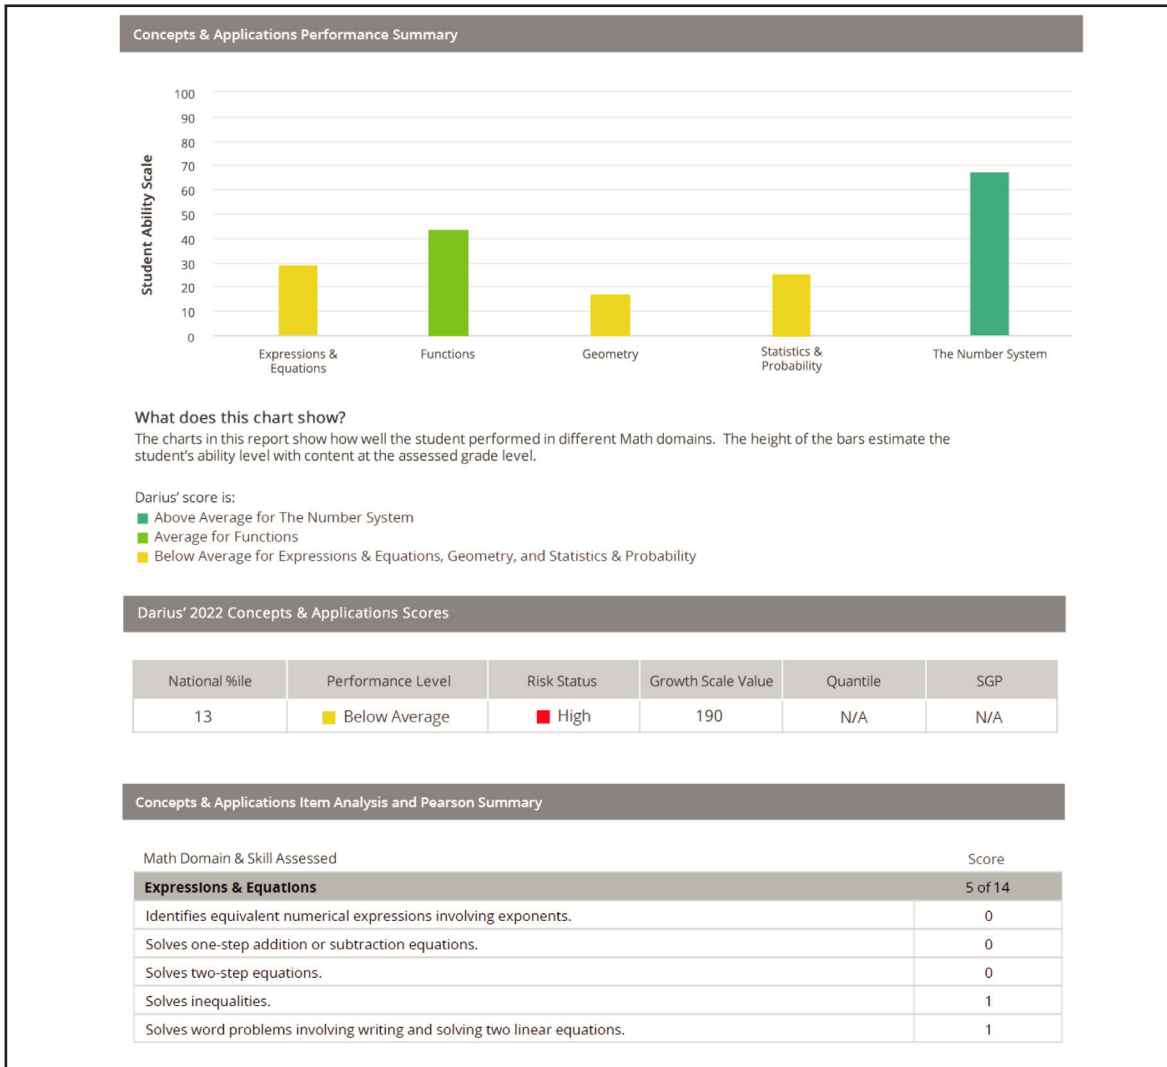 Concepts & Applications Performance Summary
100
90
80
70
60
50
40
30
20
10
0
Student Ability Scale
Expressions &
Equations
Functions
Geometry
Statistics &
Probability
The Number System
What does this chart show?
The charts in this report show how well the student performed in different Math domains. The height of the bars estimate the
student's ability level with content at the assessed grade level.
Darius' score is:
Above Average for The Number System
Average for Functions
Below Average for Expressions & Equations, Geometry, and Statistics & Probability
Darius' 2022 Concepts & Applications Scores
National %ile Performance Level Risk Status Growth Scale Value Quantile SGP
13 Below Average High 190 N/A N/A
Concepts & Applications Item Analysis and Pearson Summary
Math Domain & Skill Assessed Score
Expressions & Equations 5 of 14
Identifies equivalent numerical expressions involving exponents. 0
Solves one-step addition or subtraction equations. 0
Solves two-step equations. 0
Solves inequalities. 1
Solves word problems involving writing and solving two linear equations. 1